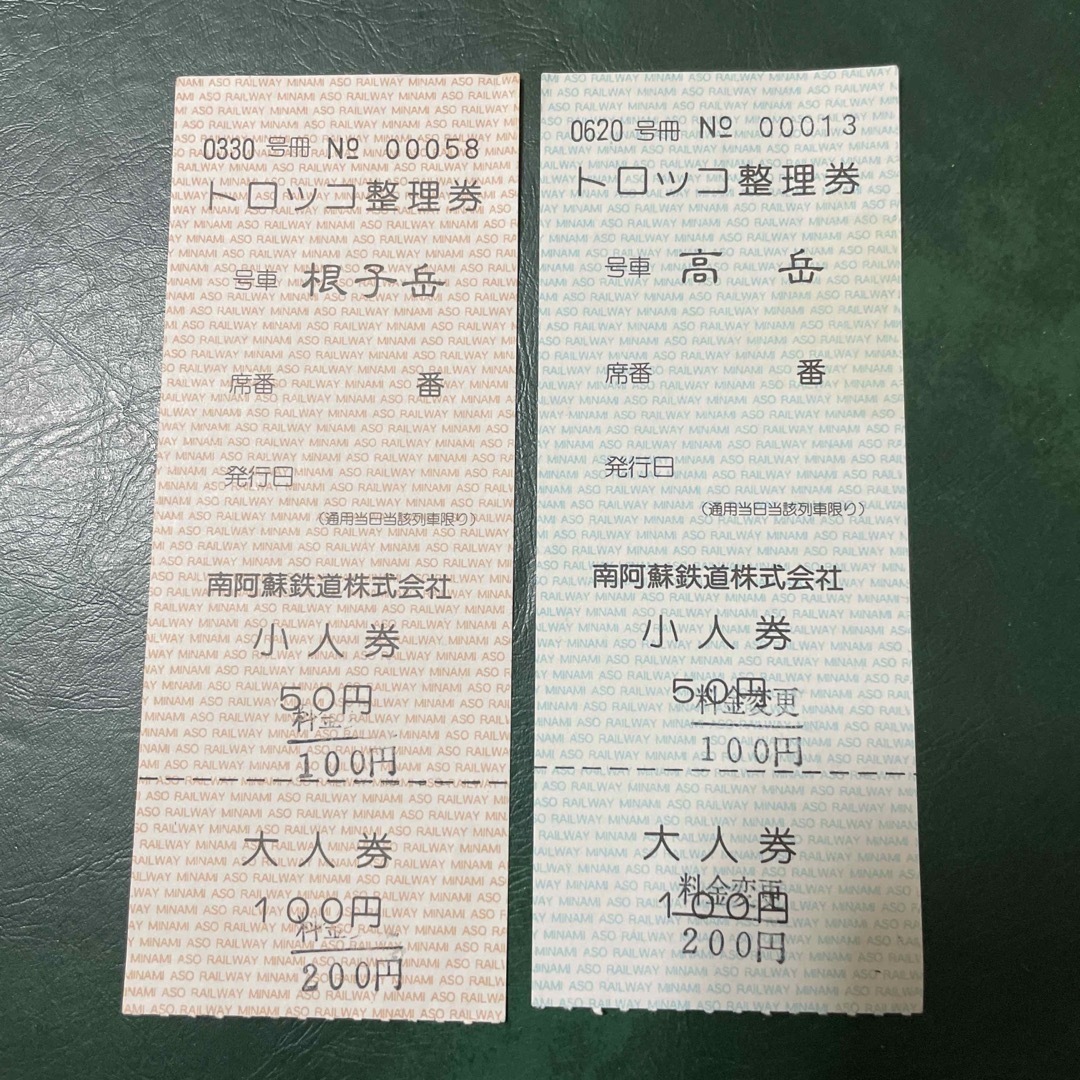 0330 号冊 № 00058
トロッコ整理券
号車 根子岳
席番 番
発行日
(通用当日当該列車限り)
南阿蘇鉄道株式会社
小人券
50円
料金
100円
大人券
100円
料金
200円
0620 号冊 № 00013
トロッコ整理券
号車 高岳
席番 番
発行日
(通用当日当該列車限り)
南阿蘇鉄道株式会社
小人券
50円
料金変更
100円
大人券
料金変更
100円
200円
MINAMI ASO RAILWAY